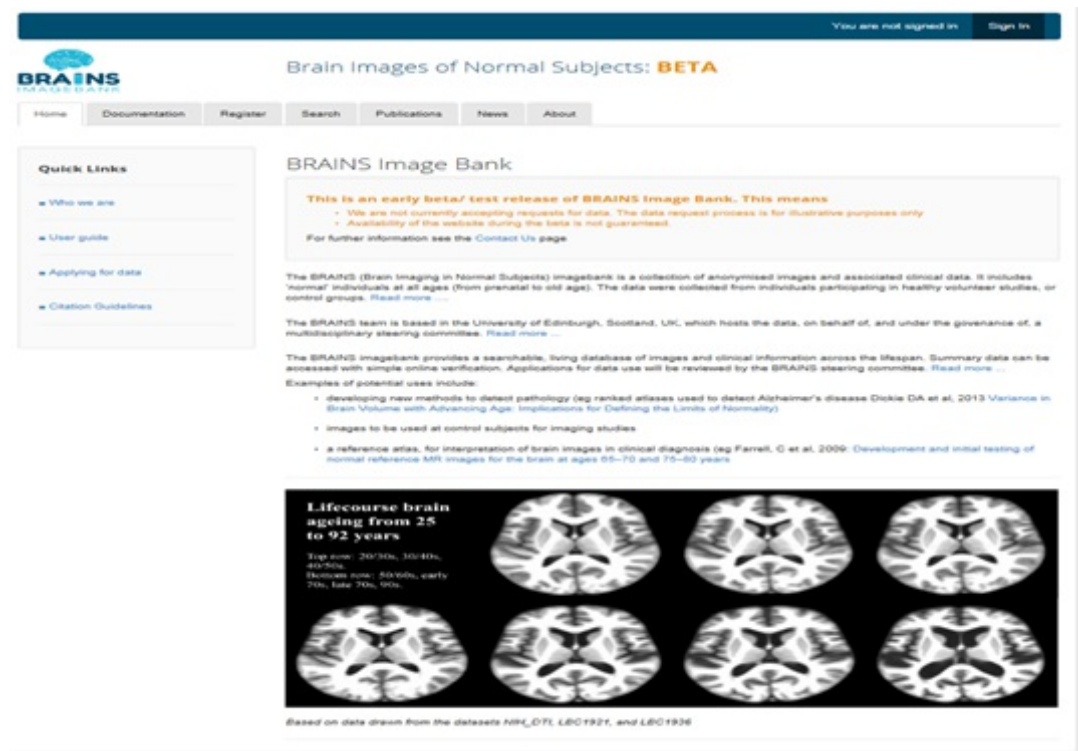 You are not signed in
Sign In
BRAINS
IMAGEBANK
Brain Images of Normal Subjects: BETA
Home
Documentation
Register
Search
Publications
News
About
Quick Links
Who we are
User guide
Applying for data
Citation Guidelines
BRAINS Image Bank
This is an early beta/ test release of BRAINS Image Bank. This means
We are not currently accepting requests for data. The data request process is for illustrative purposes only
Availability of the website during the beta is not guaranteed.
For further information see the Contact Us page
The BRAINS (Brain Imaging in Normal Subjects) imagebank is a collection of anonymised images and associated clinical data. It includes
'normal' individuals at all ages (from prenatal to old age). The data were collected from individuals participating in healthy volunteer studies, or
control groups. Read more ....
The BRAINS team is based in the University of Edinburgh, Scotland, UK, which hosts the data, on behalf of, and under the govenance of, a
multidisciplinary steering committee. Read more ...
The BRAINS imagebank provides a searchable, living database of images and clinical information across the lifespan. Summary data can be
accessed with simple online verification. Applications for data use will be reviewed by the BRAINS steering committee. Read more ...
Examples of potential uses include:
developing new methods to detect pathology (eg ranked atlases used to detect Alzheimer's disease Dickie DA et al, 2013 Variance in
Brain Volume with Advancing Age: Implications for Defining the Limits of Normality)
images to be used at control subjects for imaging studies
a reference atlas, for interpretation of brain images in clinical diagnosis (eg Farrell, C et al, 2009: Development and initial testing of
normal reference MR images for the brain at ages 65–70 and 75–80 years
Lifecourse brain
ageing from 25
to 92 years
Top row: 20/30s, 30/40s,
40/50s.
Bottom row: 50/60s, early
70s, late 70s, 90s.
Based on data drawn from the datasets NIH_DTI, LBC1921, and LBC1936